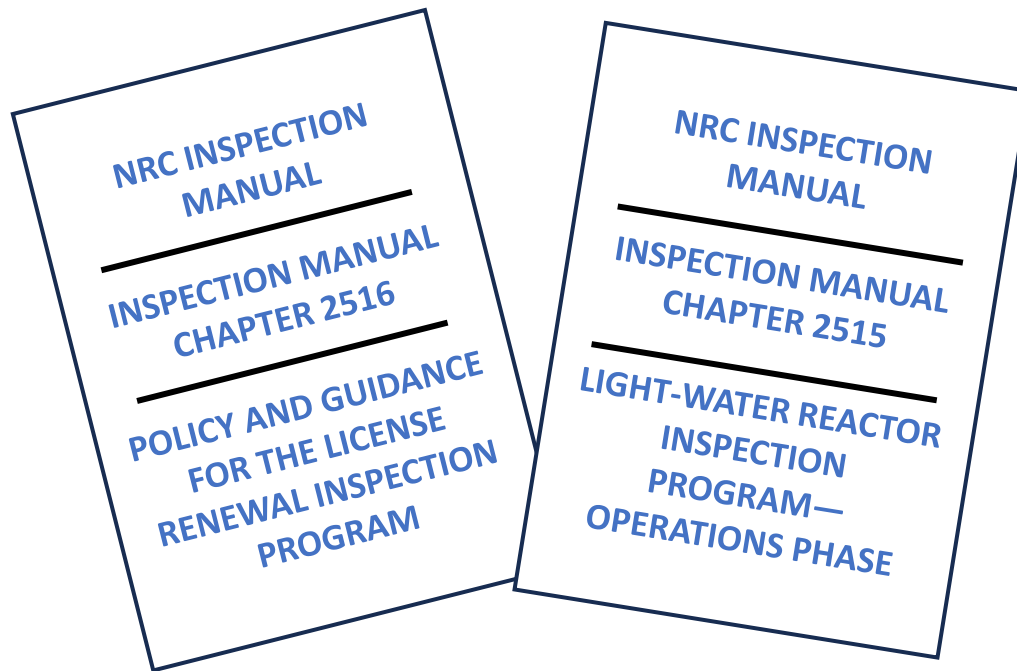 NRC INSPECTION
MANUAL
INSPECTION MANUAL
CHAPTER 2516
POLICY AND GUIDANCE
FOR THE LICENSE
RENEWAL INSPECTION
PROGRAM
NRC INSPECTION
MANUAL
INSPECTION MANUAL
CHAPTER 2515
LIGHT-WATER REACTOR
INSPECTION
PROGRAM—
OPERATIONS PHASE